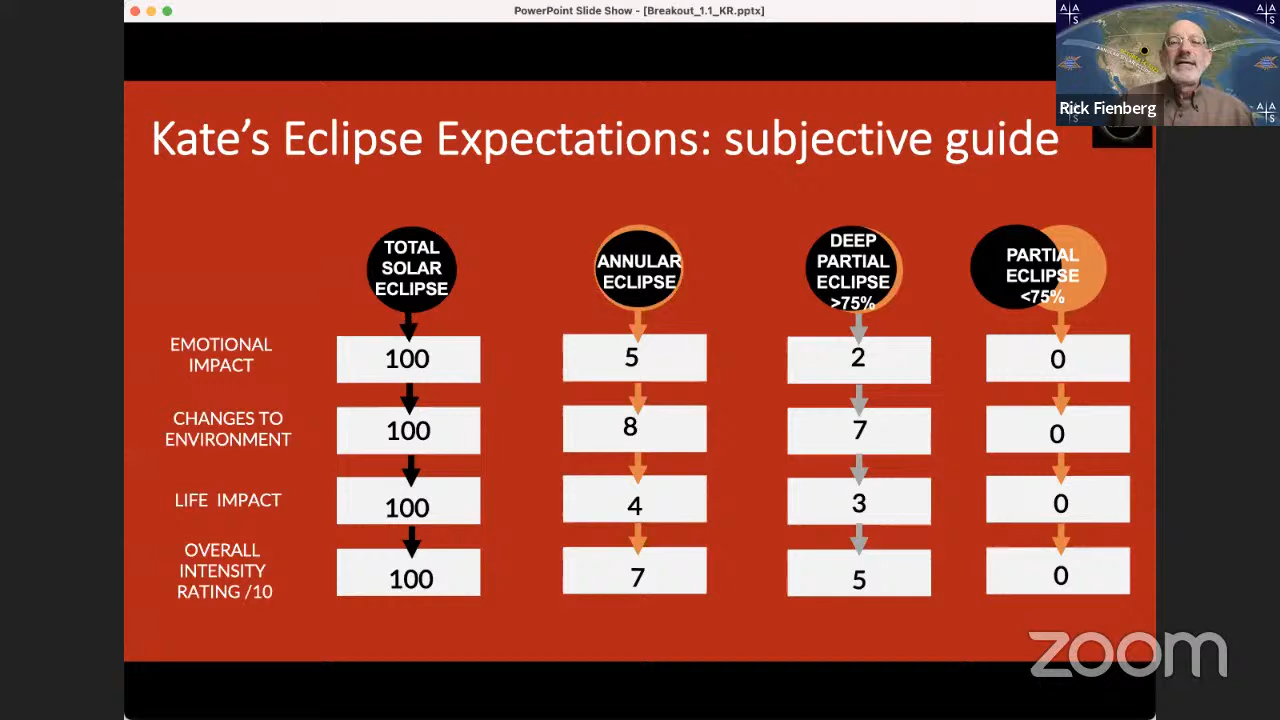 PowerPoint Slide Show - [Breakout_1.1_KR.pptx]
A A
S
A A
S
Rick Fienberg
A A
S
Kate's Eclipse Expectations: subjective guide
TOTAL
SOLAR
ECLIPSE
ANNULAR
ECLIPSE
DEEP
PARTIAL
ECLIPSE
>75%
PARTIAL
ECLIPSE
<75%
EMOTIONAL
IMPACT
100
5
2
0
CHANGES TO
ENVIRONMENT
100
8
7
0
LIFE IMPACT
100
4
3
0
OVERALL
INTENSITY
RATING /10
100
7
5
0
zoom